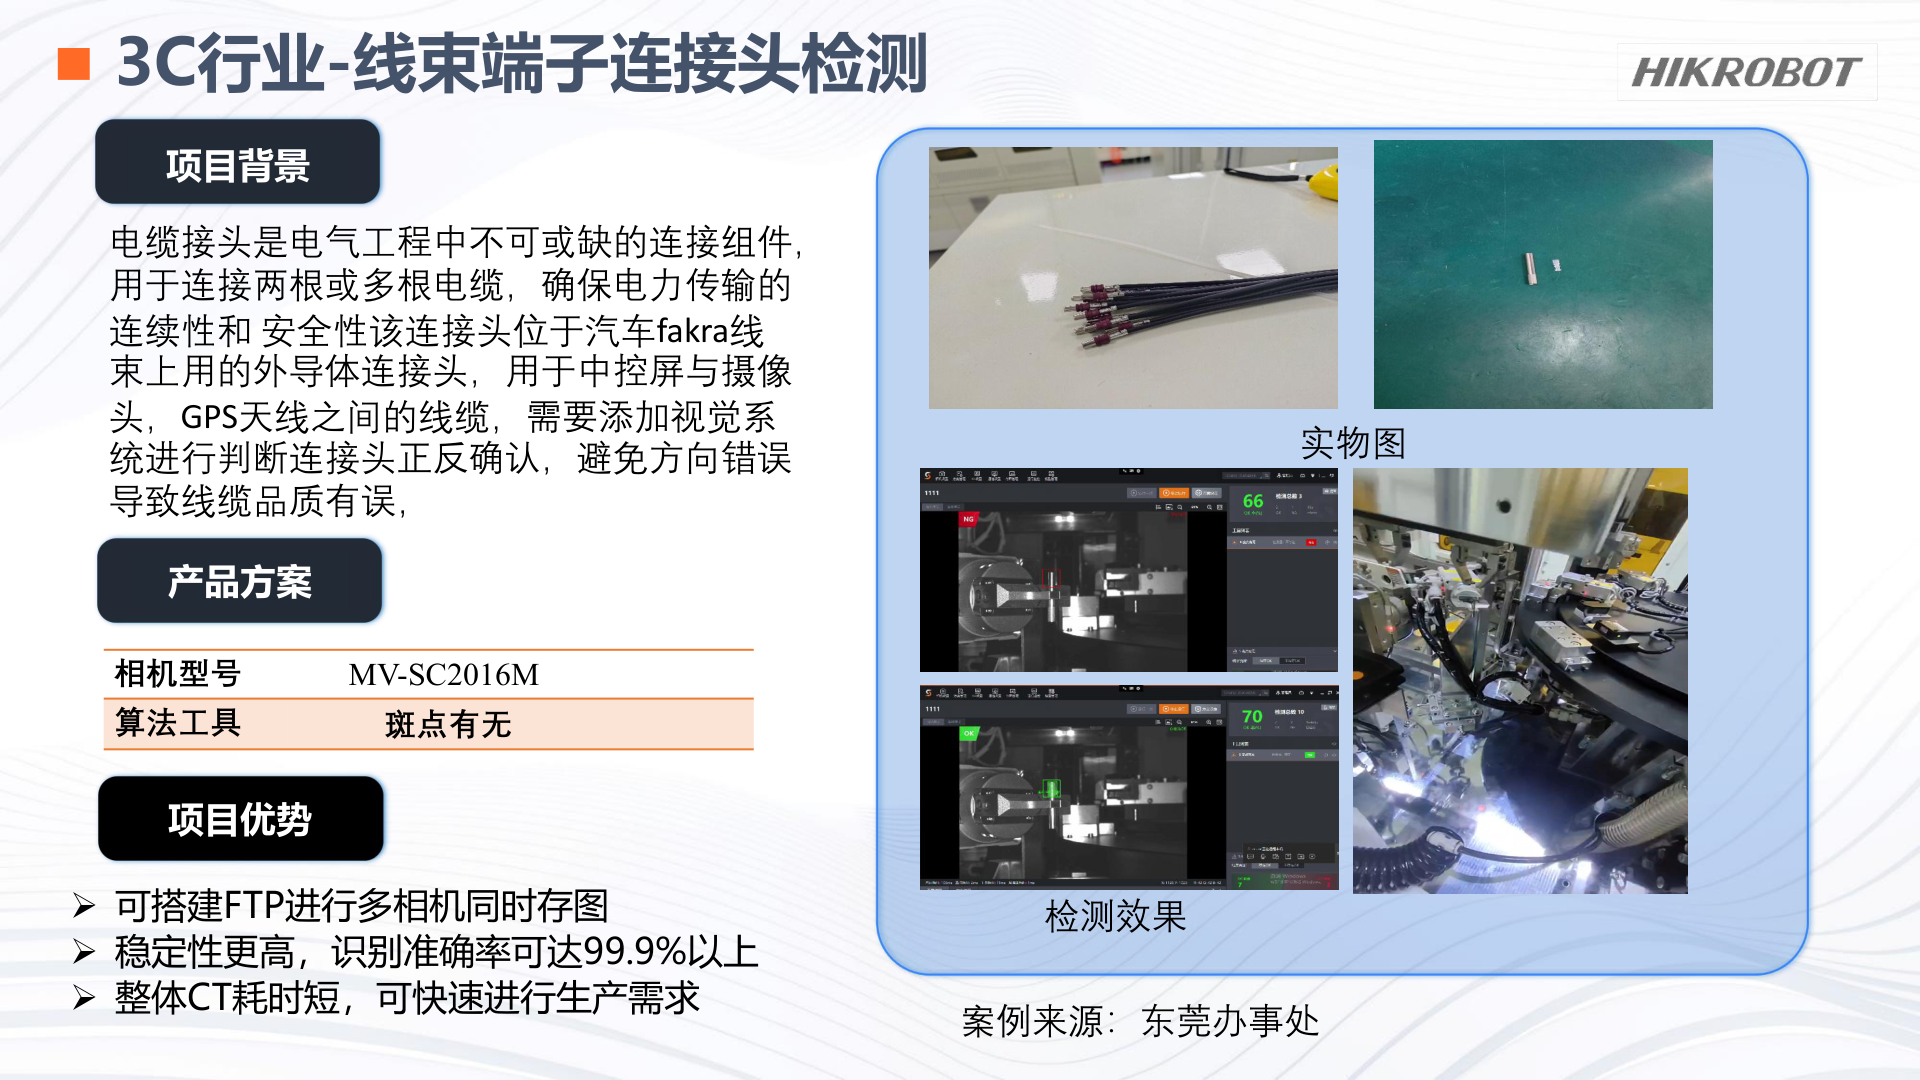 3C行业-线束端子连接头检测
HIKROBOT
项目背景
电缆接头是电气工程中不可或缺的连接组件,
用于连接两根或多根电缆,确保电力传输的
连续性和 安全性该连接头位于汽车fakra线
束上用的外导体连接头,用于中控屏与摄像
头,GPS天线之间的线缆,需要添加视觉系
统进行判断连接头正反确认,避免方向错误
导致线缆品质有误,
产品方案
相机型号 MV-SC2016M
算法工具 斑点有无
项目优势
➢ 可搭建FTP进行多相机同时存图
➢ 稳定性更高,识别准确率可达99.9%以上
➢ 整体CT耗时短,可快速进行生产需求
实物图
1111
NG
66
检测总数 3
1111
OK
70
检测总数 10
检测效果
案例来源:东莞办事处